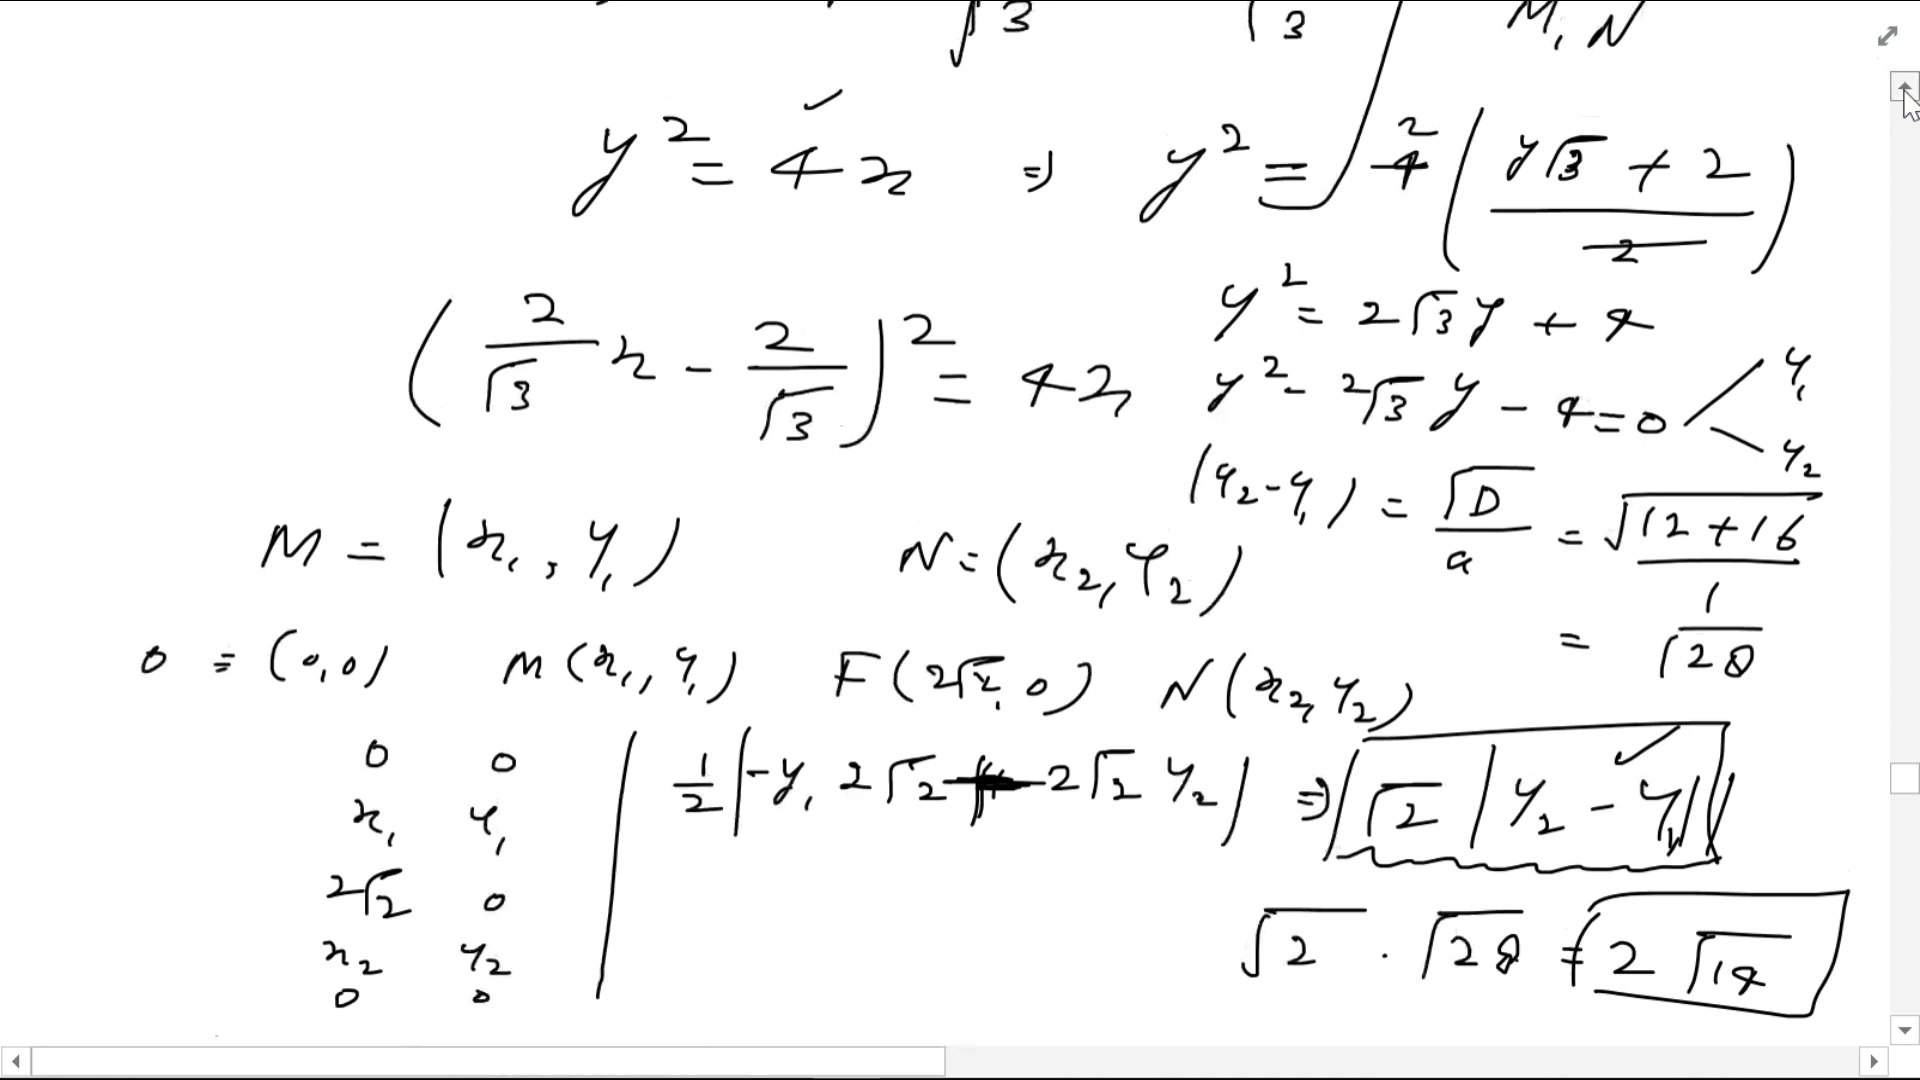 √3 √3 M, N
y² = 4x ⇒ y² = 4² ( (y√3 + 2) / 2 )
y² = 2√3 y + 4
( 2/√3 x - 2/√3 )² = 4x
y² - 2√3 y - 4 = 0 < y₁ y₂
|y₂ - y₁| = √D / a = √(12 + 16) / 1
M = (x₁, y₁) N = (x₂, y₂)
= √28
0 ≡ (0,0) M(x₁, y₁) F(2√2, 0) N(x₂, y₂)
0 0
1/2 |-y₁ 2√2 - 2√2 y₂| ⇒ √2 |y₂ - y₁|
x₁ y₁
2√2 0
x₂ y₂
√2 . √28 = 2√14
0 0